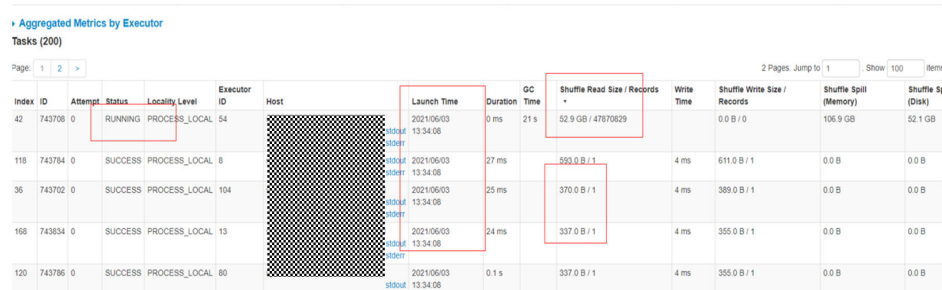 Aggregated Metrics by Executor
Tasks (200)
Page: 1 2 > 2 Pages. Jump to 1 . Show 100 items
Index ID Attempt Status Locality Level Executor ID Host Launch Time Duration GC Time Shuffle Read Size / Records Write Time Shuffle Write Size / Records Shuffle Spill (Memory) Shuffle Sp (Disk)
42 743708 0 RUNNING PROCESS_LOCAL 54 stdout stderr 2021/06/03 13:34:08 0 ms 21 s 52.9 GB / 47870829 0.0 B / 0 106.9 GB 52.1 GB
118 743784 0 SUCCESS PROCESS_LOCAL 8 stdout stderr 2021/06/03 13:34:08 27 ms 593.0 B / 1 4 ms 611.0 B / 1 0.0 B 0.0 B
36 743702 0 SUCCESS PROCESS_LOCAL 104 stdout stderr 2021/06/03 13:34:08 25 ms 370.0 B / 1 4 ms 389.0 B / 1 0.0 B 0.0 B
168 743834 0 SUCCESS PROCESS_LOCAL 13 stdout stderr 2021/06/03 13:34:08 24 ms 337.0 B / 1 4 ms 355.0 B / 1 0.0 B 0.0 B
120 743786 0 SUCCESS PROCESS_LOCAL 80 stdout 2021/06/03 13:34:08 0.1 s 337.0 B / 1 4 ms 355.0 B / 1 0.0 B 0.0 B